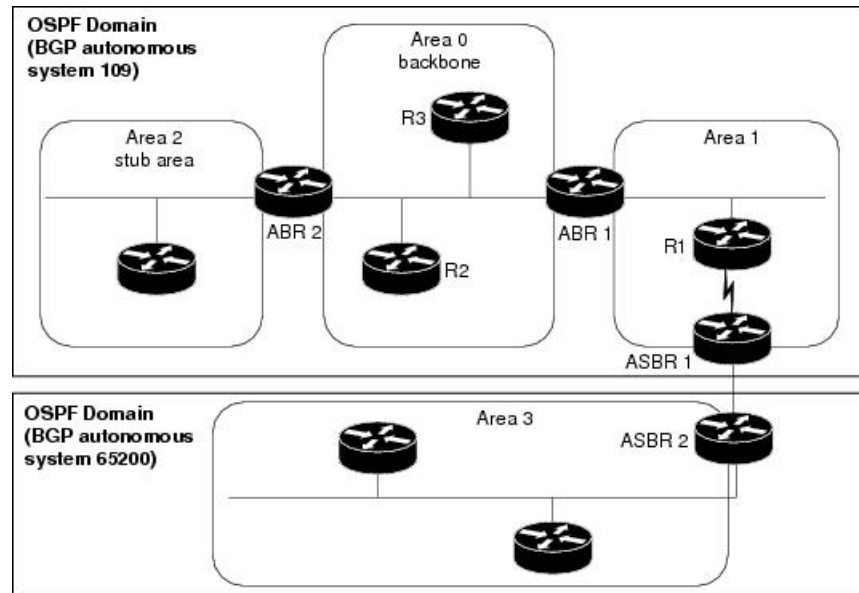 OSPF Domain
(BGP autonomous
system 109)
Area 0
backbone
R3
Area 2
stub area
Area 1
ABR 2
ABR 1
R1
R2
ASBR 1
OSPF Domain
(BGP autonomous
system 65200)
Area 3
ASBR 2